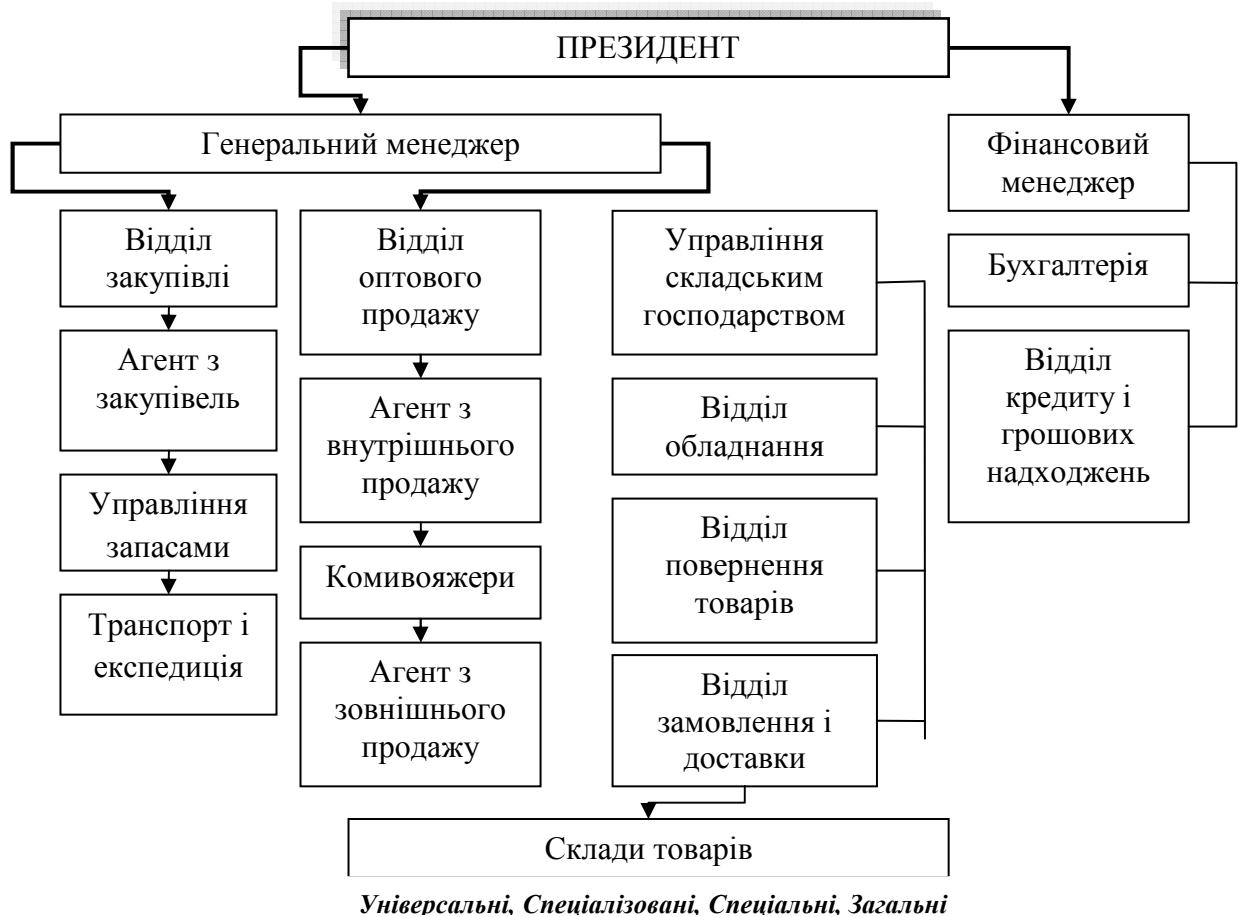 ПРЕЗИДЕНТ
Генеральний менеджер
Фінансовий
менеджер
Відділ
закупівлі
Агент з
закупівель
Управління
запасами
Транспорт і
експедиція
Відділ
оптового
продажу
Агент з
внутрішнього
продажу
Комивояжери
Агент з
зовнішнього
продажу
Управління
складським
господарством
Відділ
обладнання
Відділ
повернення
товарів
Відділ
замовлення і
доставки
Бухгалтерія
Відділ
кредиту і
грошових
надходжень
Склади товарів
Універсальні, Спеціалізовані, Спеціальні, Загальні